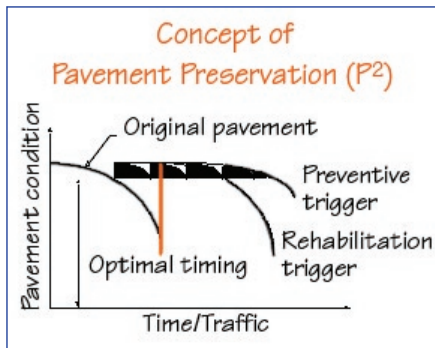 Concept of
Pavement Preservation (P²)
Pavement condition
Original pavement
Preventive
trigger
Optimal timing
Rehabilitation
trigger
Time/Traffic